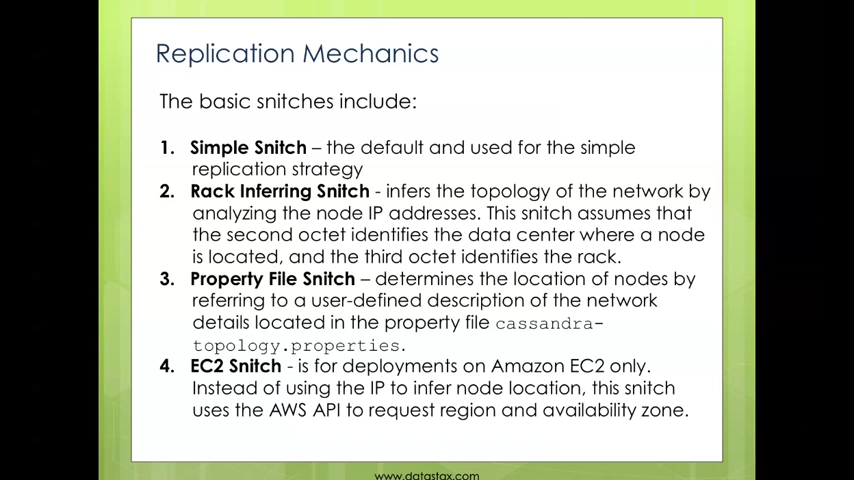 Replication Mechanics
The basic snitches include:
1. Simple Snitch – the default and used for the simple
replication strategy
2. Rack Inferring Snitch - infers the topology of the network by
analyzing the node IP addresses. This snitch assumes that
the second octet identifies the data center where a node
is located, and the third octet identifies the rack.
3. Property File Snitch – determines the location of nodes by
referring to a user-defined description of the network
details located in the property file cassandra-
topology.properties.
4. EC2 Snitch - is for deployments on Amazon EC2 only.
Instead of using the IP to infer node location, this snitch
uses the AWS API to request region and availability zone.
www.datastax.com